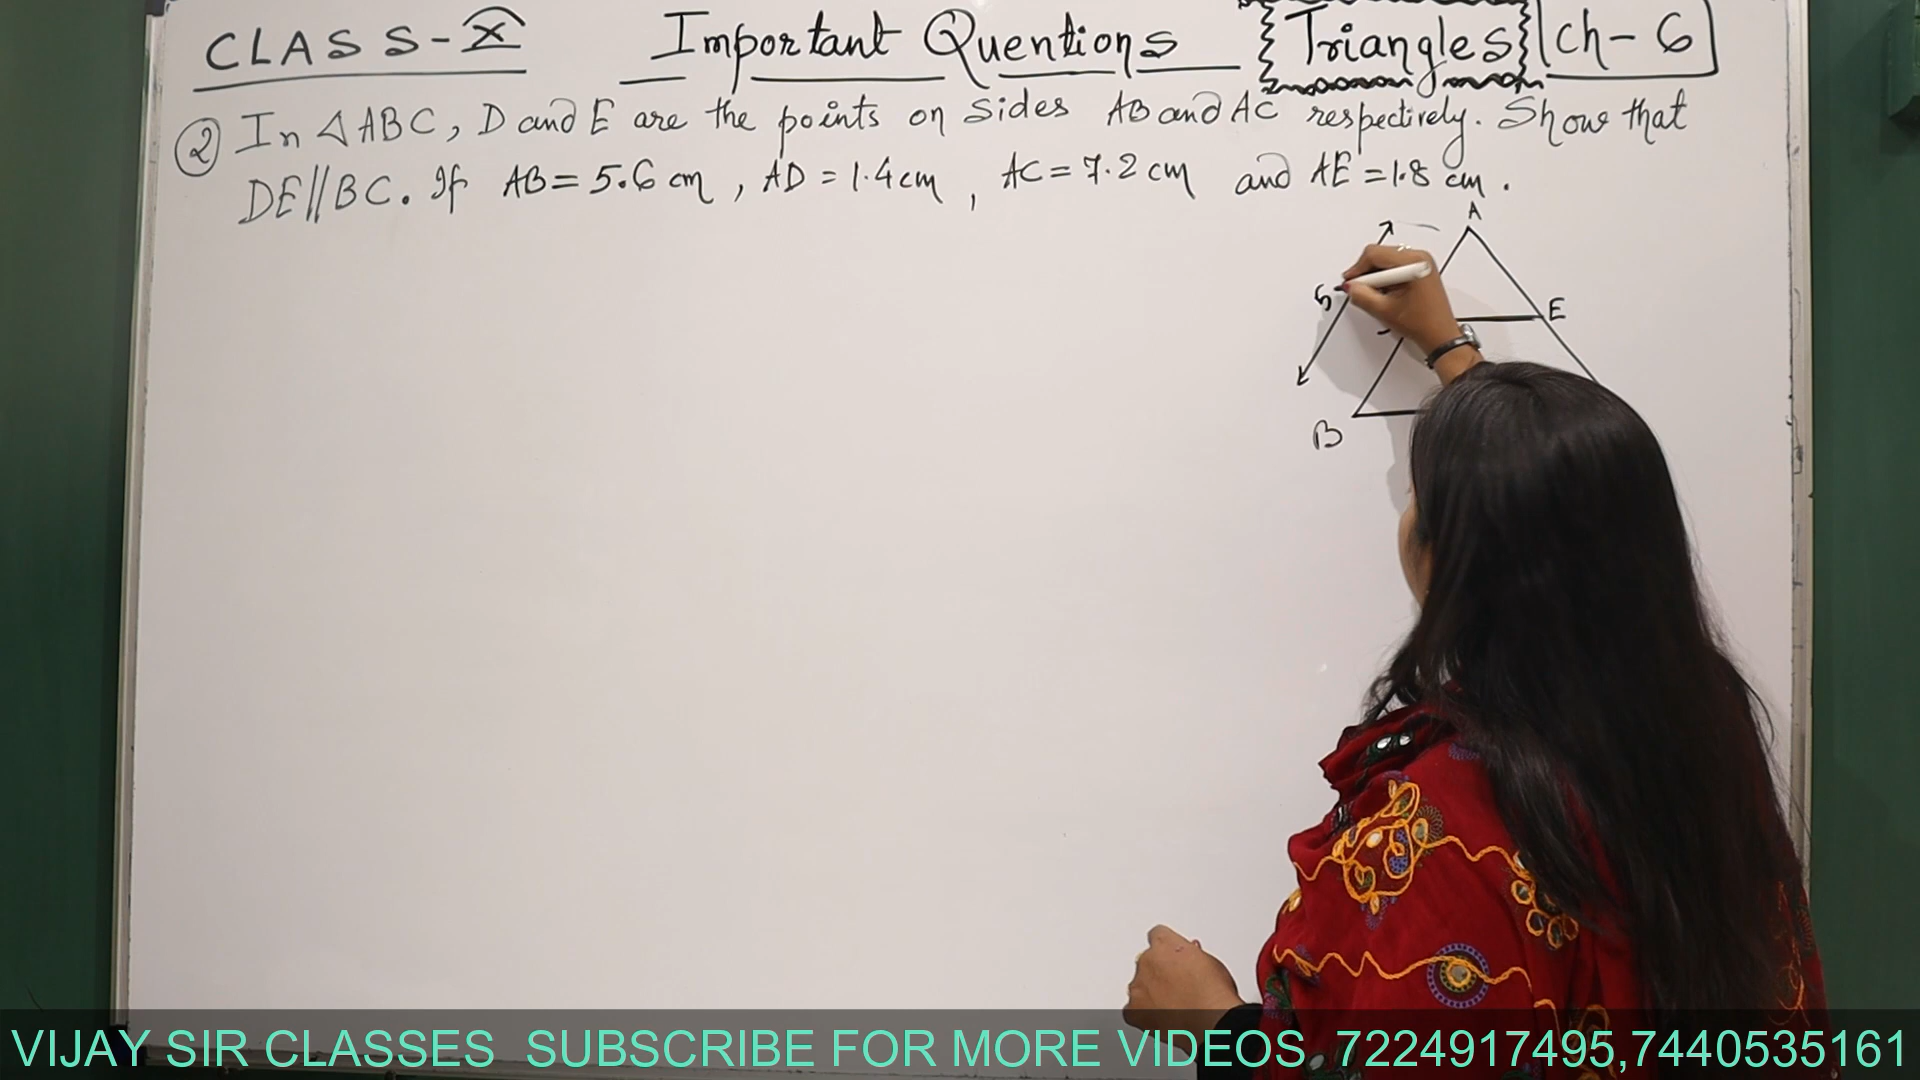 CLASS-X Important Quentions Triangles ch-6
② In △ABC, D and E are the points on sides AB and AC respectively. Show that
DE∥BC. If AB=5.6 cm, AD=1.4cm, AC=7.2 cm and AE=1.8 cm.
A
5
E
B
VIJAY SIR CLASSES SUBSCRIBE FOR MORE VIDEOS 7224917495,7440535161